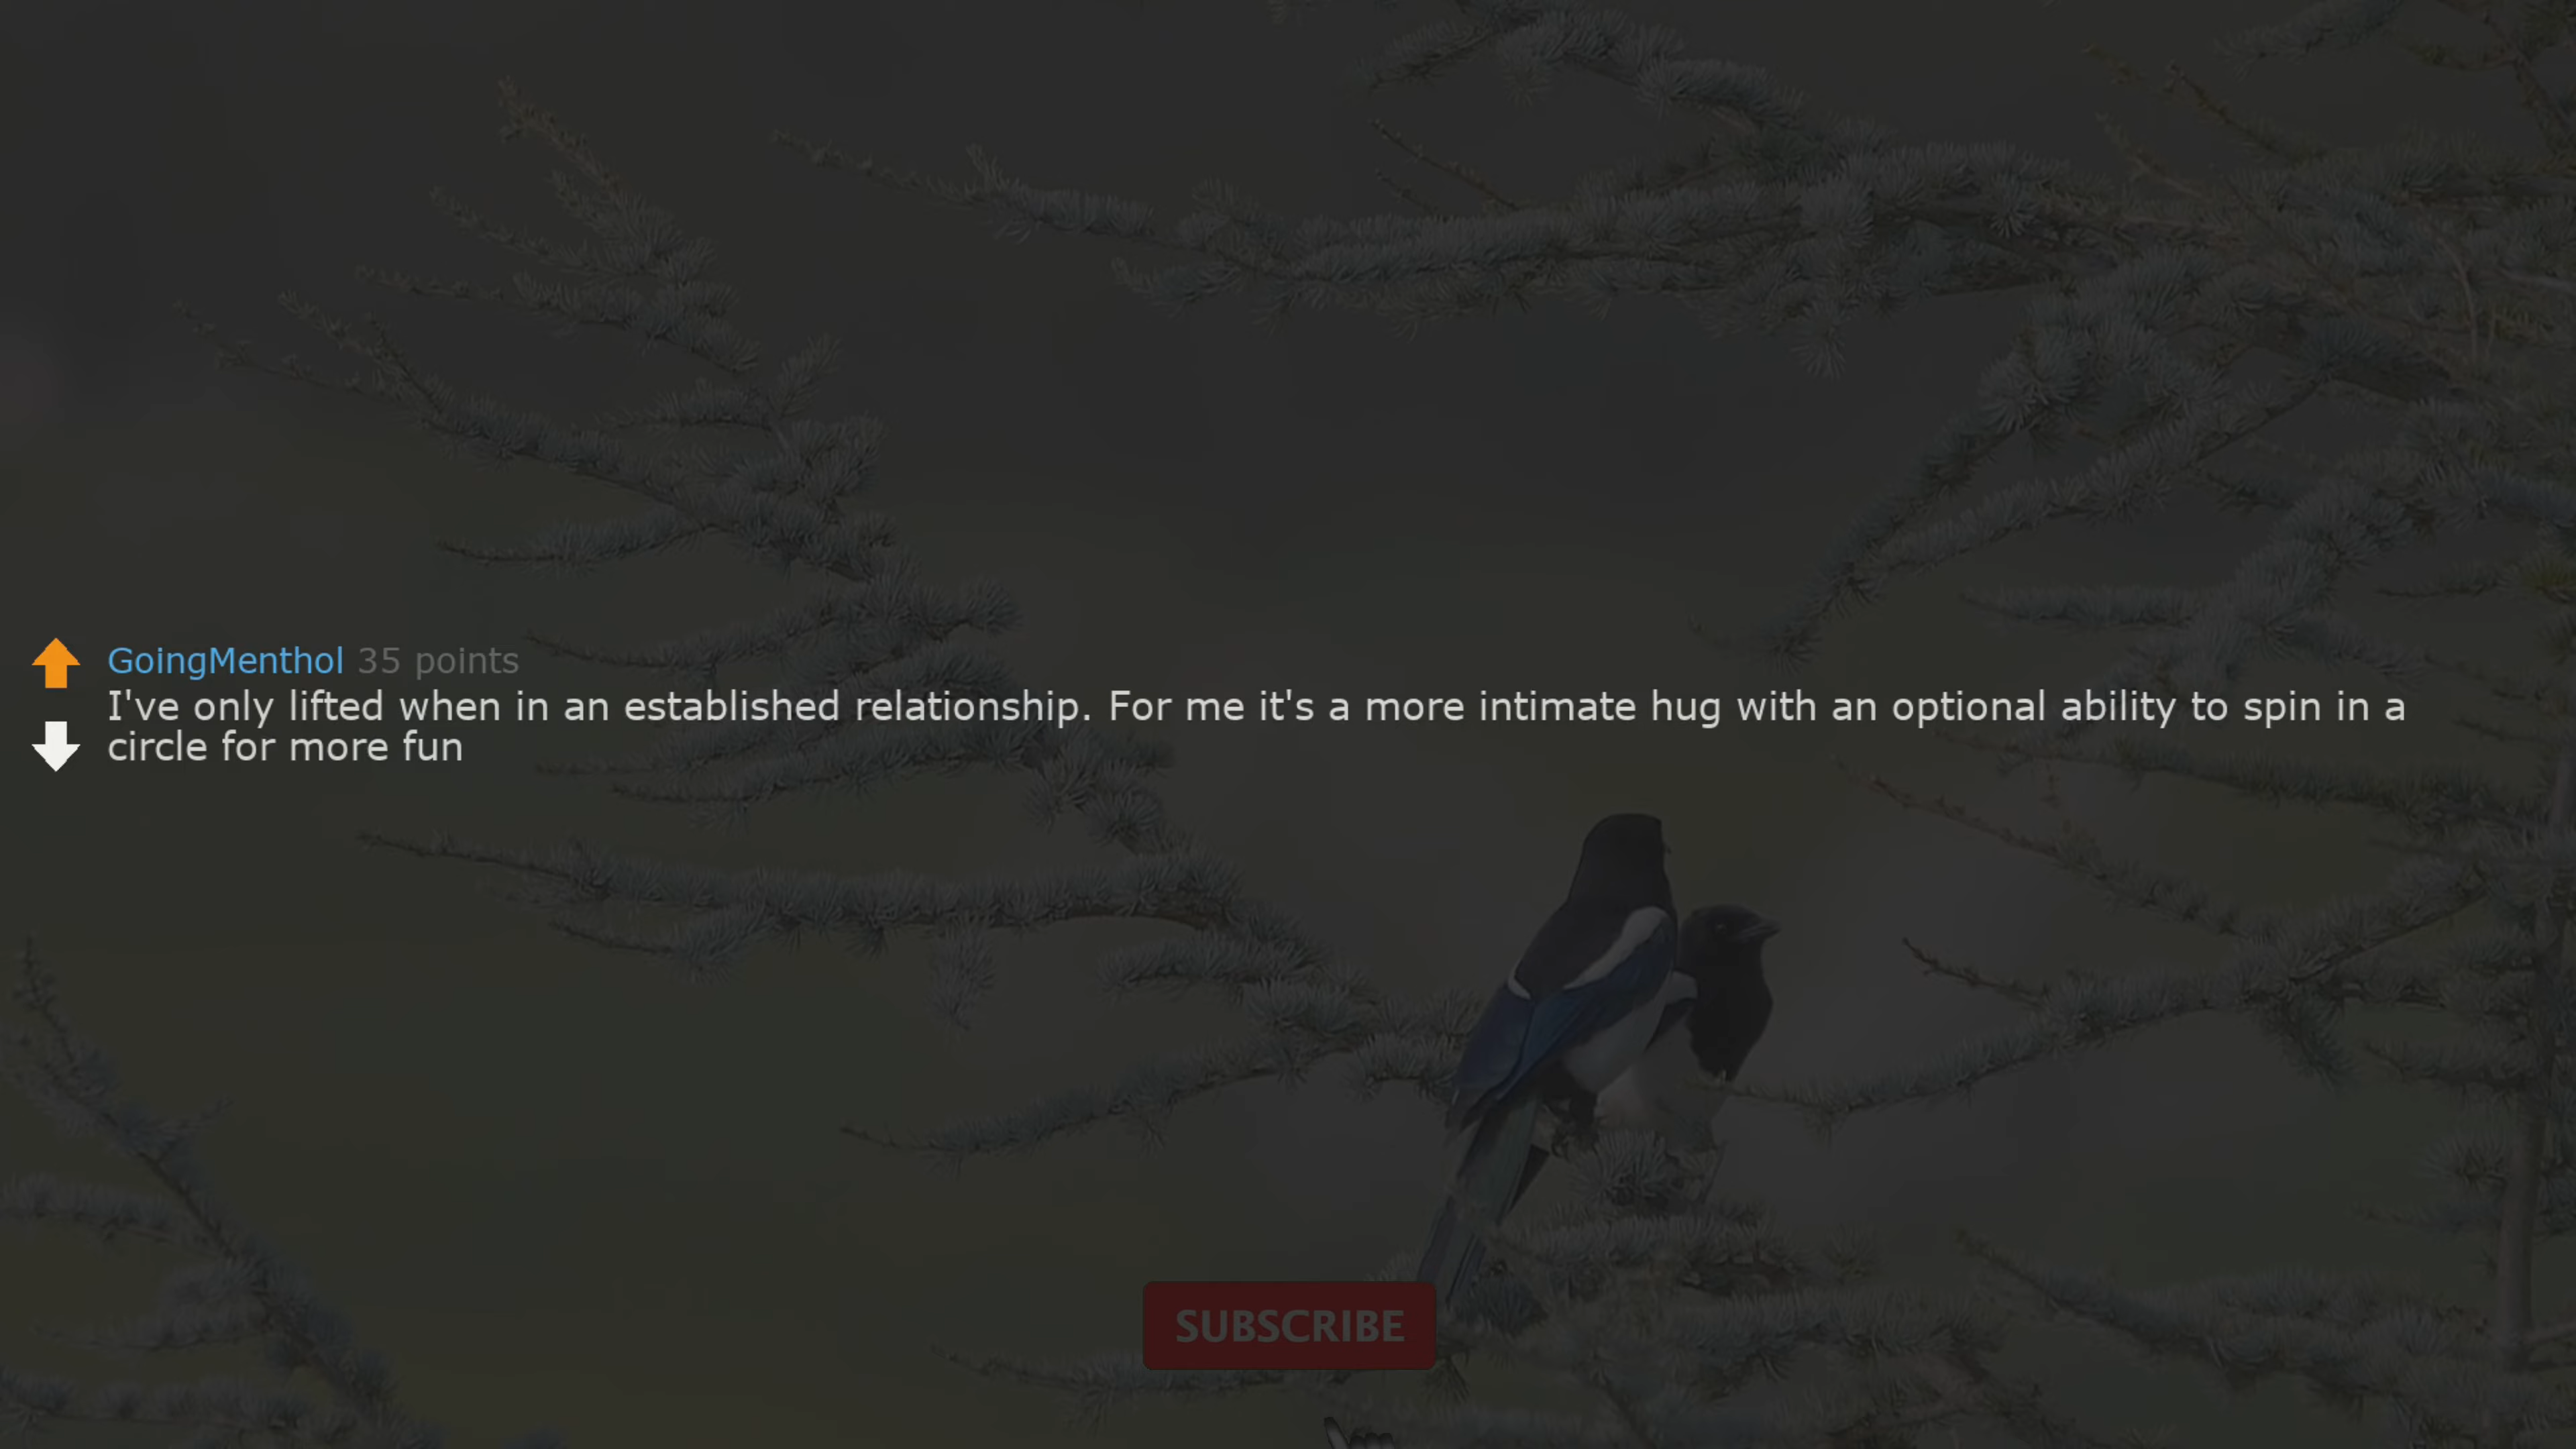 GoingMenthol 35 points
I've only lifted when in an established relationship. For me it's a more intimate hug with an optional ability to spin in a
circle for more fun
SUBSCRIBE